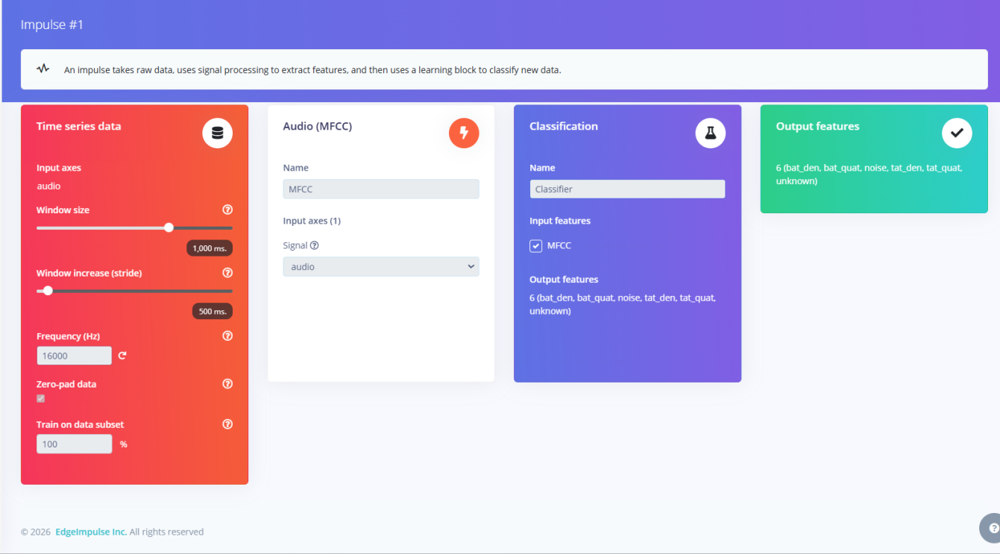 Impulse #1
An impulse takes raw data, uses signal processing to extract features, and then uses a learning block to classify new data.
Time series data
Input axes
audio
Window size
1,000 ms.
Window increase (stride)
500 ms.
Frequency (Hz)
16000
Zero-pad data
Train on data subset
100 %
Audio (MFCC)
Name
MFCC
Input axes (1)
Signal
audio
Classification
Name
Classifier
Input features
MFCC
Output features
6 (bat_den, bat_quat, noise, tat_den, tat_quat,
unknown)
Output features
6 (bat_den, bat_quat, noise, tat_den, tat_quat,
unknown)
© 2026 EdgeImpulse Inc. All rights reserved